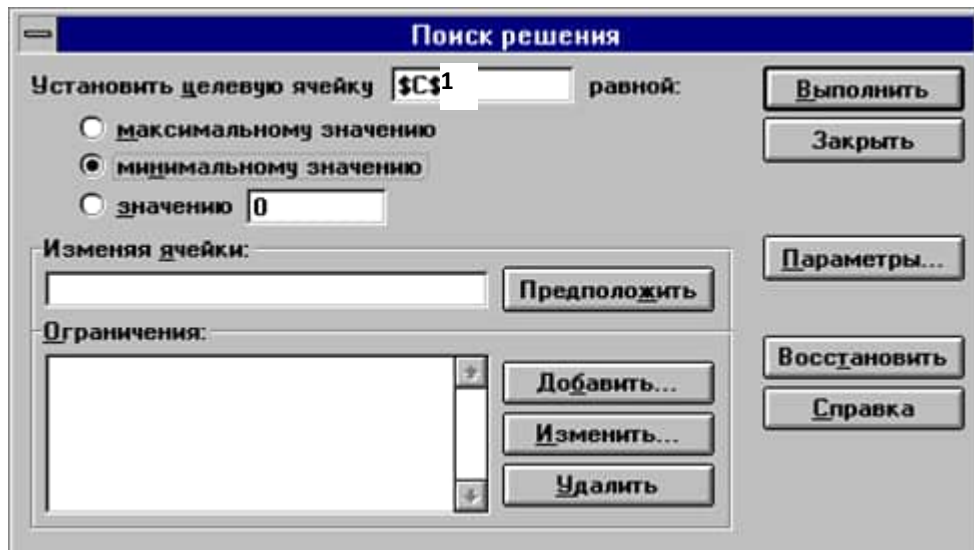 Поиск решения
Установить целевую ячейку $C$1 равной:
максимальному значению
минимальному значению
значению 0
Изменяя ячейки:
Предположить
Ограничения:
Добавить...
Изменить...
Удалить
Выполнить
Закрыть
Параметры...
Восстановить
Справка